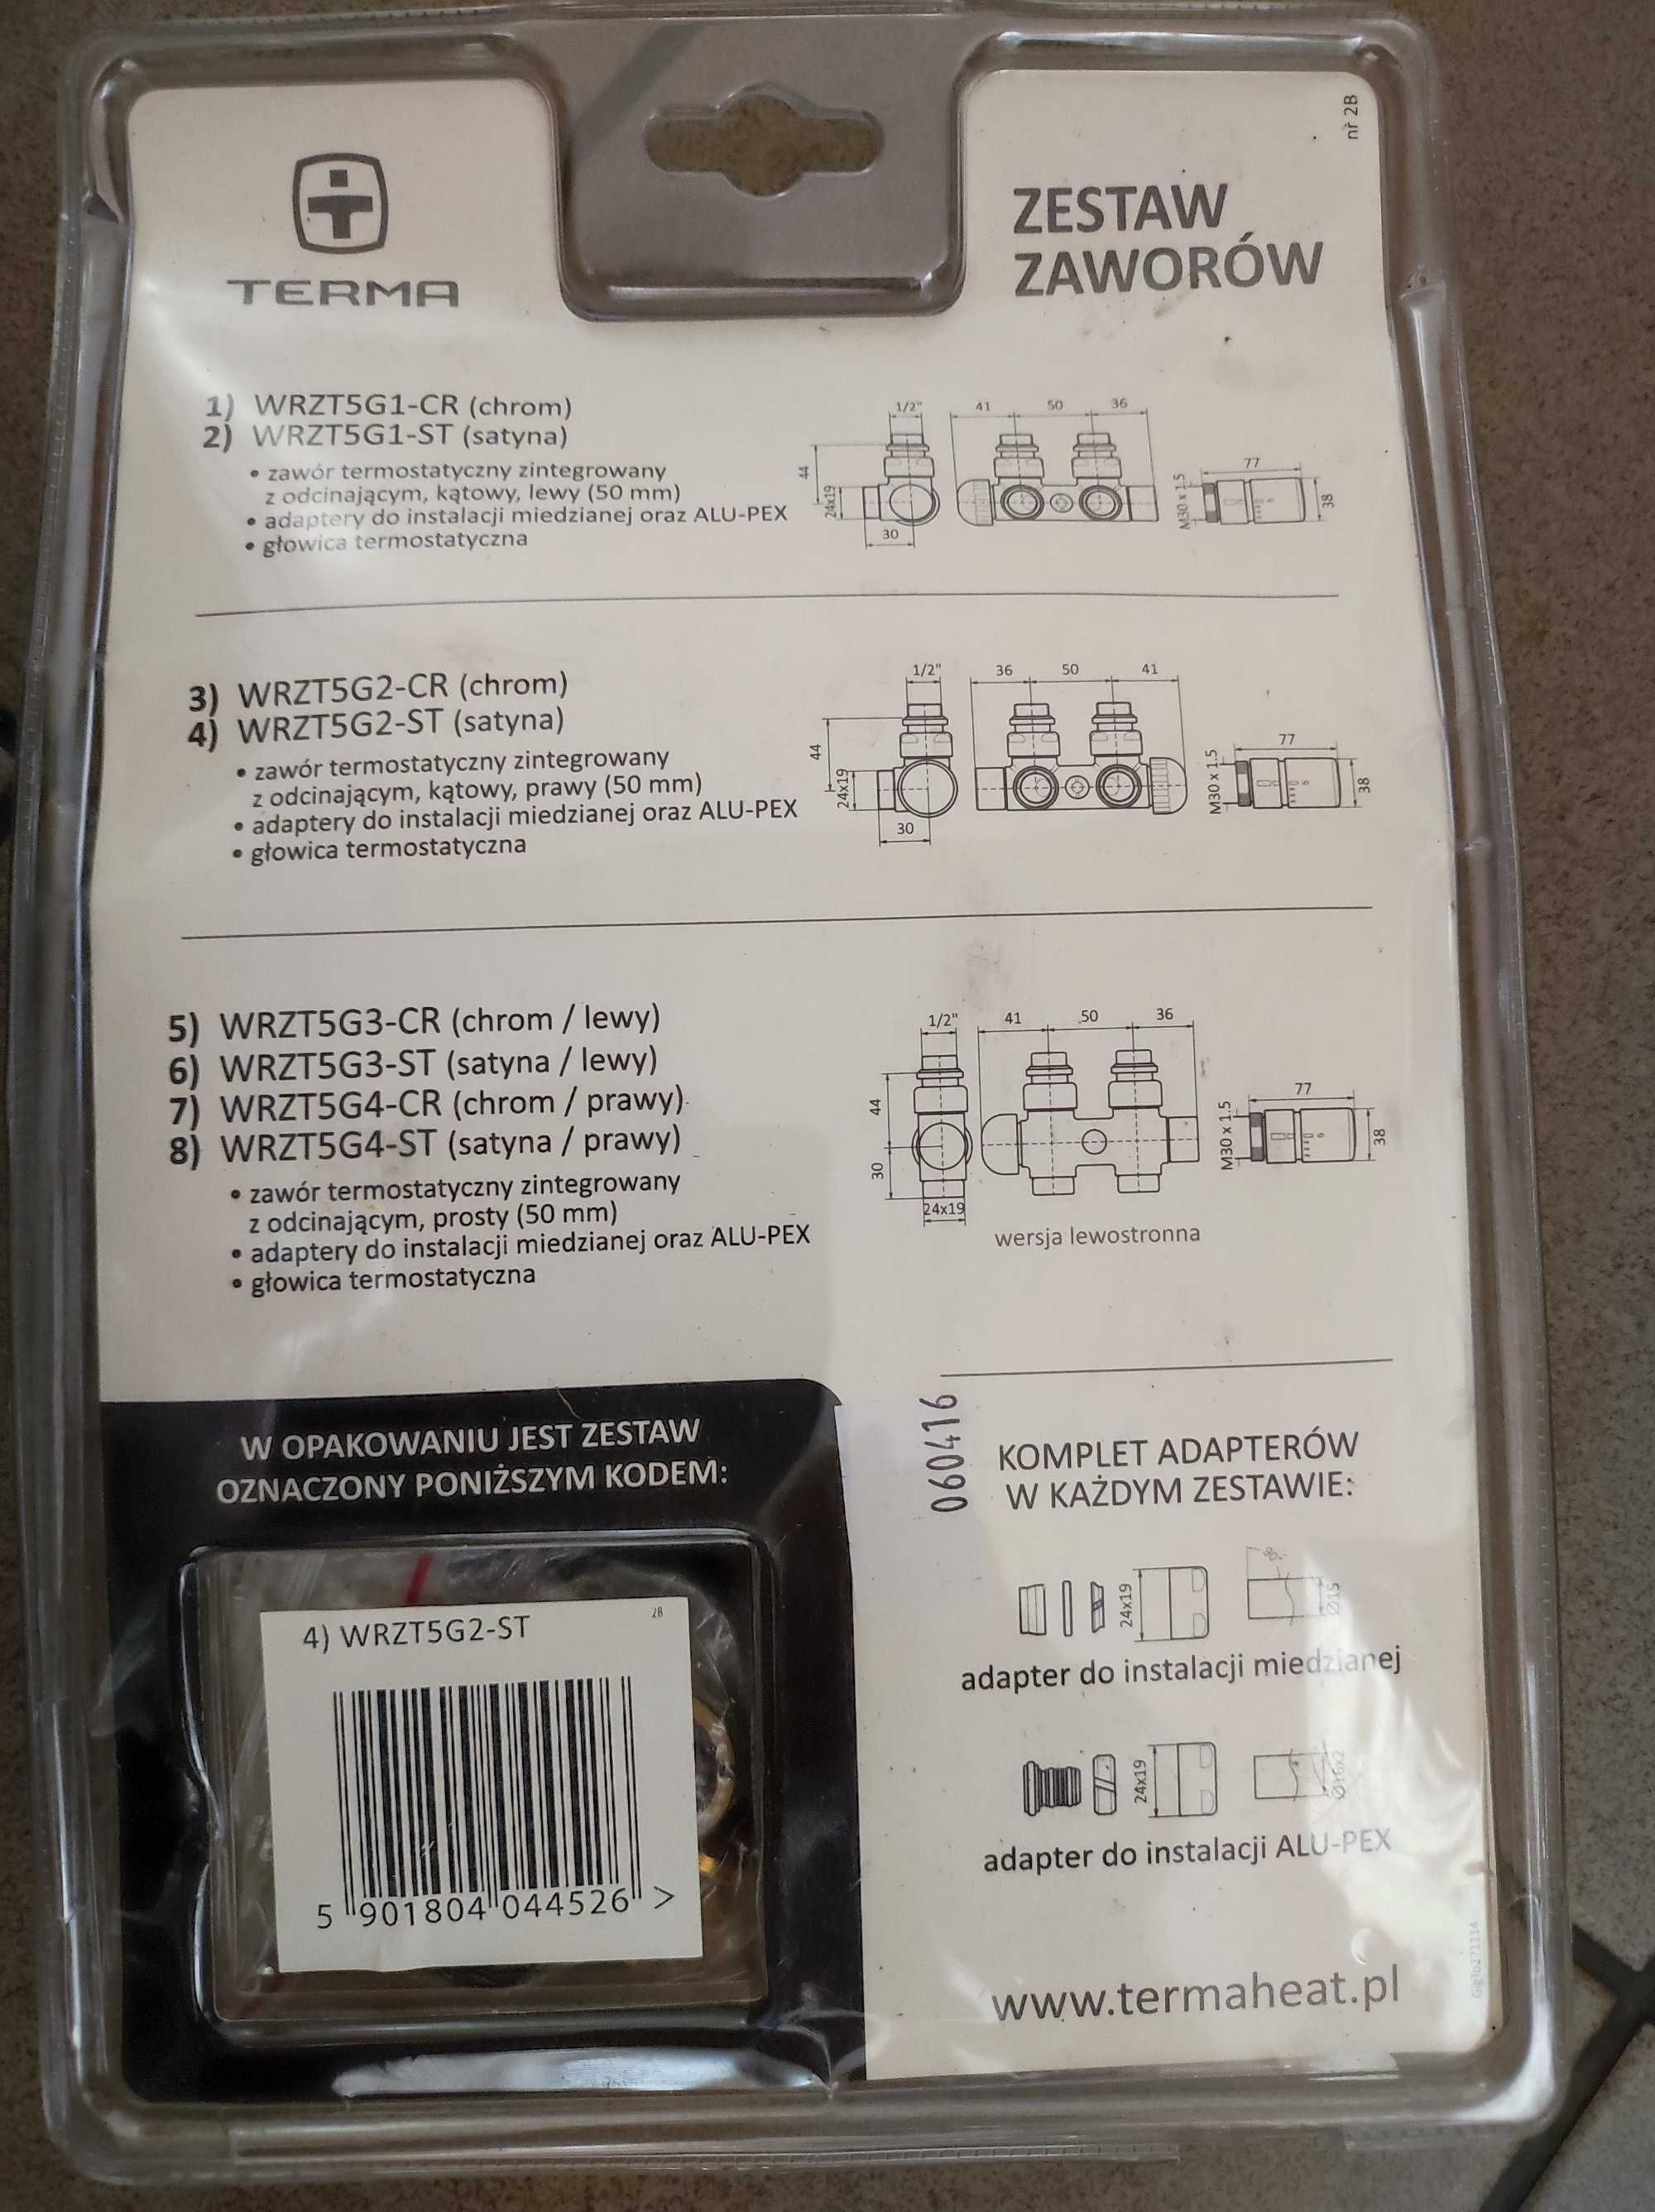 nr 2B
TERMA
ZESTAW
ZAWORÓW
1) WRZT5G1-CR (chrom)
2) WRZT5G1-ST (satyna)
• zawór termostatyczny zintegrowany
z odcinającym, kątowy, lewy (50 mm)
• adaptery do instalacji miedzianej oraz ALU-PEX
• głowica termostatyczna
1/2" 41 50 36
44
24x19
30
M30 x 1.5
77
38
3) WRZT5G2-CR (chrom)
4) WRZT5G2-ST (satyna)
• zawór termostatyczny zintegrowany
z odcinającym, kątowy, prawy (50 mm)
• adaptery do instalacji miedzianej oraz ALU-PEX
• głowica termostatyczna
1/2" 36 50 41
44
24x19
30
M30 x 1.5
77
38
5) WRZT5G3-CR (chrom / lewy)
6) WRZT5G3-ST (satyna / lewy)
7) WRZT5G4-CR (chrom / prawy)
8) WRZT5G4-ST (satyna / prawy)
• zawór termostatyczny zintegrowany
z odcinającym, prosty (50 mm)
• adaptery do instalacji miedzianej oraz ALU-PEX
• głowica termostatyczna
1/2" 41 50 36
44
30
24x19
M30 x 1.5
77
38
wersja lewostronna
W OPAKOWANIU JEST ZESTAW
OZNACZONY PONIŻSZYM KODEM:
4) WRZT5G2-ST
2B
5 901804 044526 >
060416
KOMPLET ADAPTERÓW
W KAŻDYM ZESTAWIE:
24x19
Ø15
adapter do instalacji miedzianej
24x19
Ø16x2
adapter do instalacji ALU-PEX
www.termaheat.pl